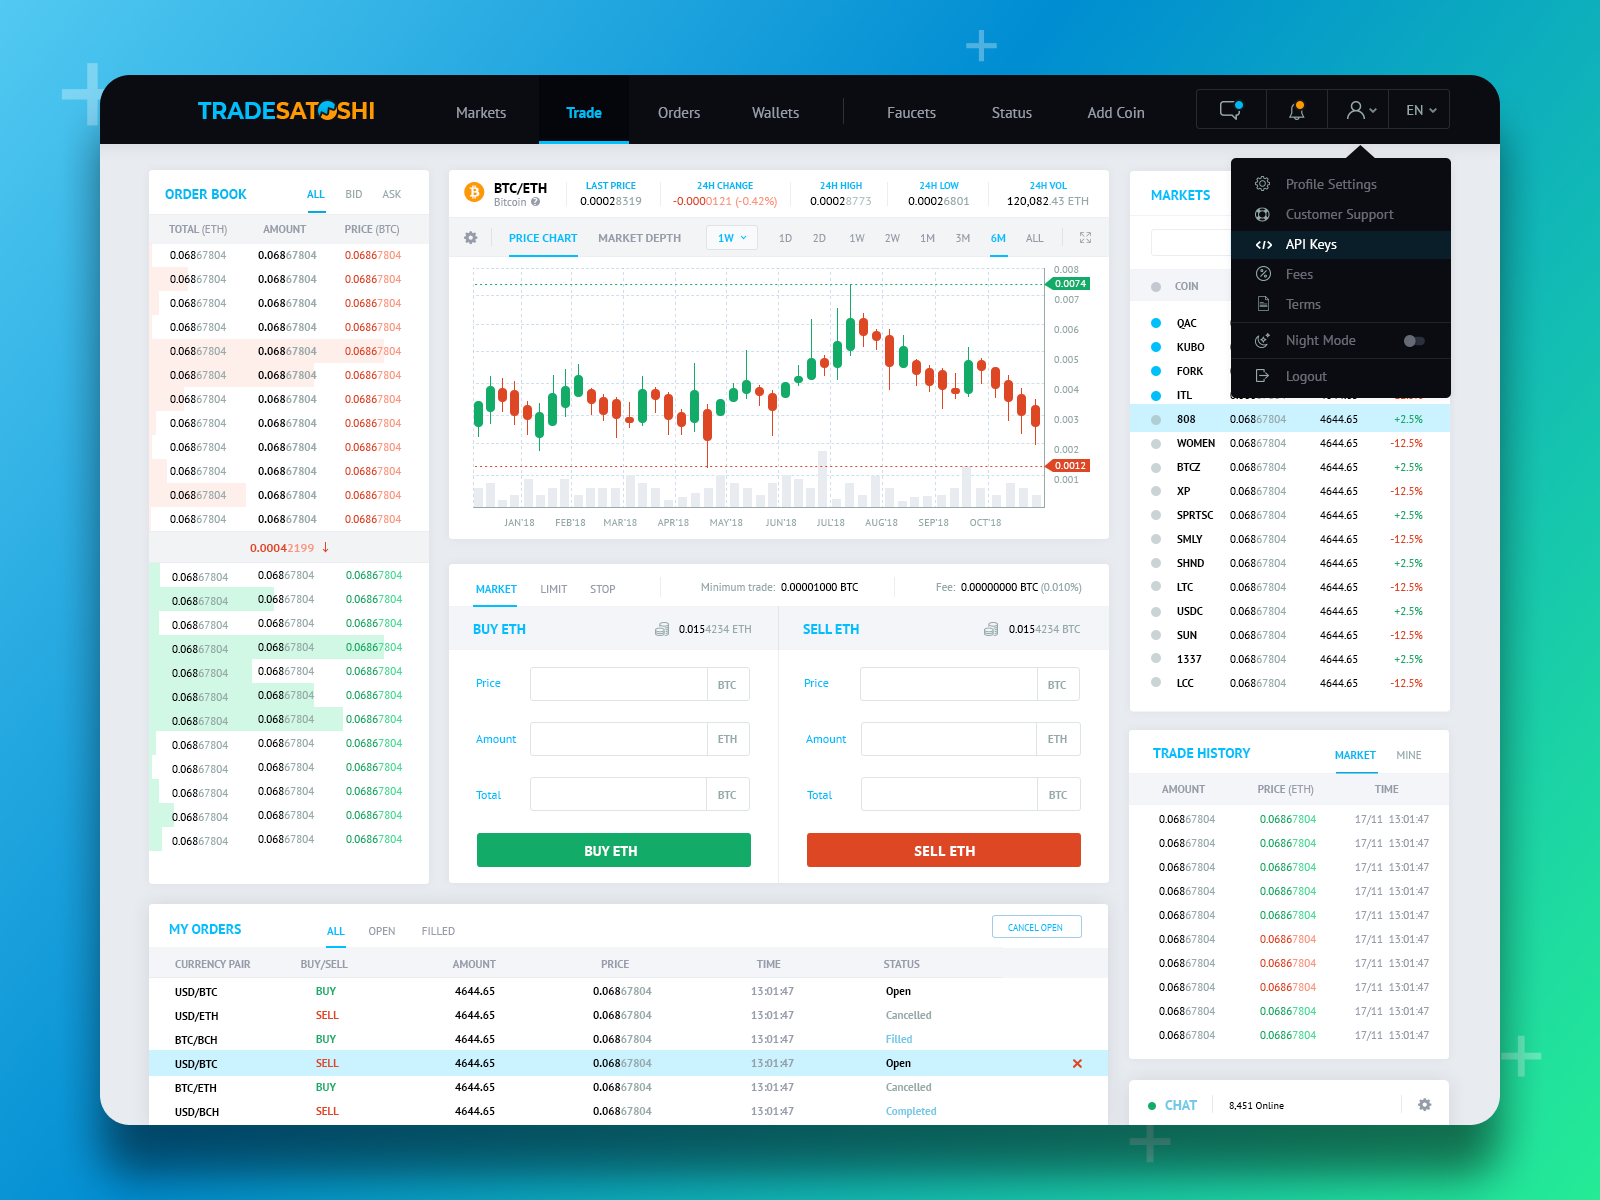 TRADESATOSHI
Markets Trade Orders Wallets Faucets Status Add Coin EN
Profile Settings
Customer Support
API Keys
Fees
Terms
Night Mode
Logout
ORDER BOOK ALL BID ASK
TOTAL (ETH) AMOUNT PRICE (BTC)
0.06867804 0.06867804 0.06867804
0.06867804 0.06867804 0.06867804
0.06867804 0.06867804 0.06867804
0.06867804 0.06867804 0.06867804
0.06867804 0.06867804 0.06867804
0.06867804 0.06867804 0.06867804
0.06867804 0.06867804 0.06867804
0.06867804 0.06867804 0.06867804
0.06867804 0.06867804 0.06867804
0.06867804 0.06867804 0.06867804
0.06867804 0.06867804 0.06867804
0.06867804 0.06867804 0.06867804
0.00042199 ↓
0.06867804 0.06867804 0.06867804
0.06867804 0.06867804 0.06867804
0.06867804 0.06867804 0.06867804
0.06867804 0.06867804 0.06867804
0.06867804 0.06867804 0.06867804
0.06867804 0.06867804 0.06867804
0.06867804 0.06867804 0.06867804
0.06867804 0.06867804 0.06867804
0.06867804 0.06867804 0.06867804
0.06867804 0.06867804 0.06867804
0.06867804 0.06867804 0.06867804
0.06867804 0.06867804 0.06867804
BTC/ETH
Bitcoin ?
LAST PRICE
0.00028319
24H CHANGE
-0.0000121 (-0.42%)
24H HIGH
0.00028773
24H LOW
0.00026801
24H VOL
120,082.43 ETH
PRICE CHART MARKET DEPTH 1W 1D 2D 1W 2W 1M 3M 6M ALL
0.008
0.0074
0.007
0.006
0.005
0.004
0.003
0.002
0.0012
0.001
JAN'18 FEB'18 MAR'18 APR'18 MAY'18 JUN'18 JUL'18 AUG'18 SEP'18 OCT'18
MARKET LIMIT STOP Minimum trade: 0.00001000 BTC Fee: 0.00000000 BTC (0.010%)
BUY ETH 0.0154234 ETH
Price BTC
Amount ETH
Total BTC
BUY ETH
SELL ETH 0.0154234 BTC
Price BTC
Amount ETH
Total BTC
SELL ETH
MARKETS
COIN
QAC
KUBO
FORK
ITL 4644.65
808 0.06867804 4644.65 +2.5%
WOMEN 0.06867804 4644.65 -12.5%
BTCZ 0.06867804 4644.65 +2.5%
XP 0.06867804 4644.65 -12.5%
SPRTSC 0.06867804 4644.65 +2.5%
SMLY 0.06867804 4644.65 -12.5%
SHND 0.06867804 4644.65 +2.5%
LTC 0.06867804 4644.65 -12.5%
USDC 0.06867804 4644.65 +2.5%
SUN 0.06867804 4644.65 -12.5%
1337 0.06867804 4644.65 +2.5%
LCC 0.06867804 4644.65 -12.5%
TRADE HISTORY MARKET MINE
AMOUNT PRICE (ETH) TIME
0.06867804 0.06867804 17/11 13:01:47
0.06867804 0.06867804 17/11 13:01:47
0.06867804 0.06867804 17/11 13:01:47
0.06867804 0.06867804 17/11 13:01:47
0.06867804 0.06867804 17/11 13:01:47
0.06867804 0.06867804 17/11 13:01:47
0.06867804 0.06867804 17/11 13:01:47
0.06867804 0.06867804 17/11 13:01:47
0.06867804 0.06867804 17/11 13:01:47
0.06867804 0.06867804 17/11 13:01:47
MY ORDERS ALL OPEN FILLED CANCEL OPEN
CURRENCY PAIR BUY/SELL AMOUNT PRICE TIME STATUS
USD/BTC BUY 4644.65 0.06867804 13:01:47 Open
USD/ETH SELL 4644.65 0.06867804 13:01:47 Cancelled
BTC/BCH BUY 4644.65 0.06867804 13:01:47 Filled
USD/BTC SELL 4644.65 0.06867804 13:01:47 Open
BTC/ETH BUY 4644.65 0.06867804 13:01:47 Cancelled
USD/BCH SELL 4644.65 0.06867804 13:01:47 Completed
CHAT 8,451 Online